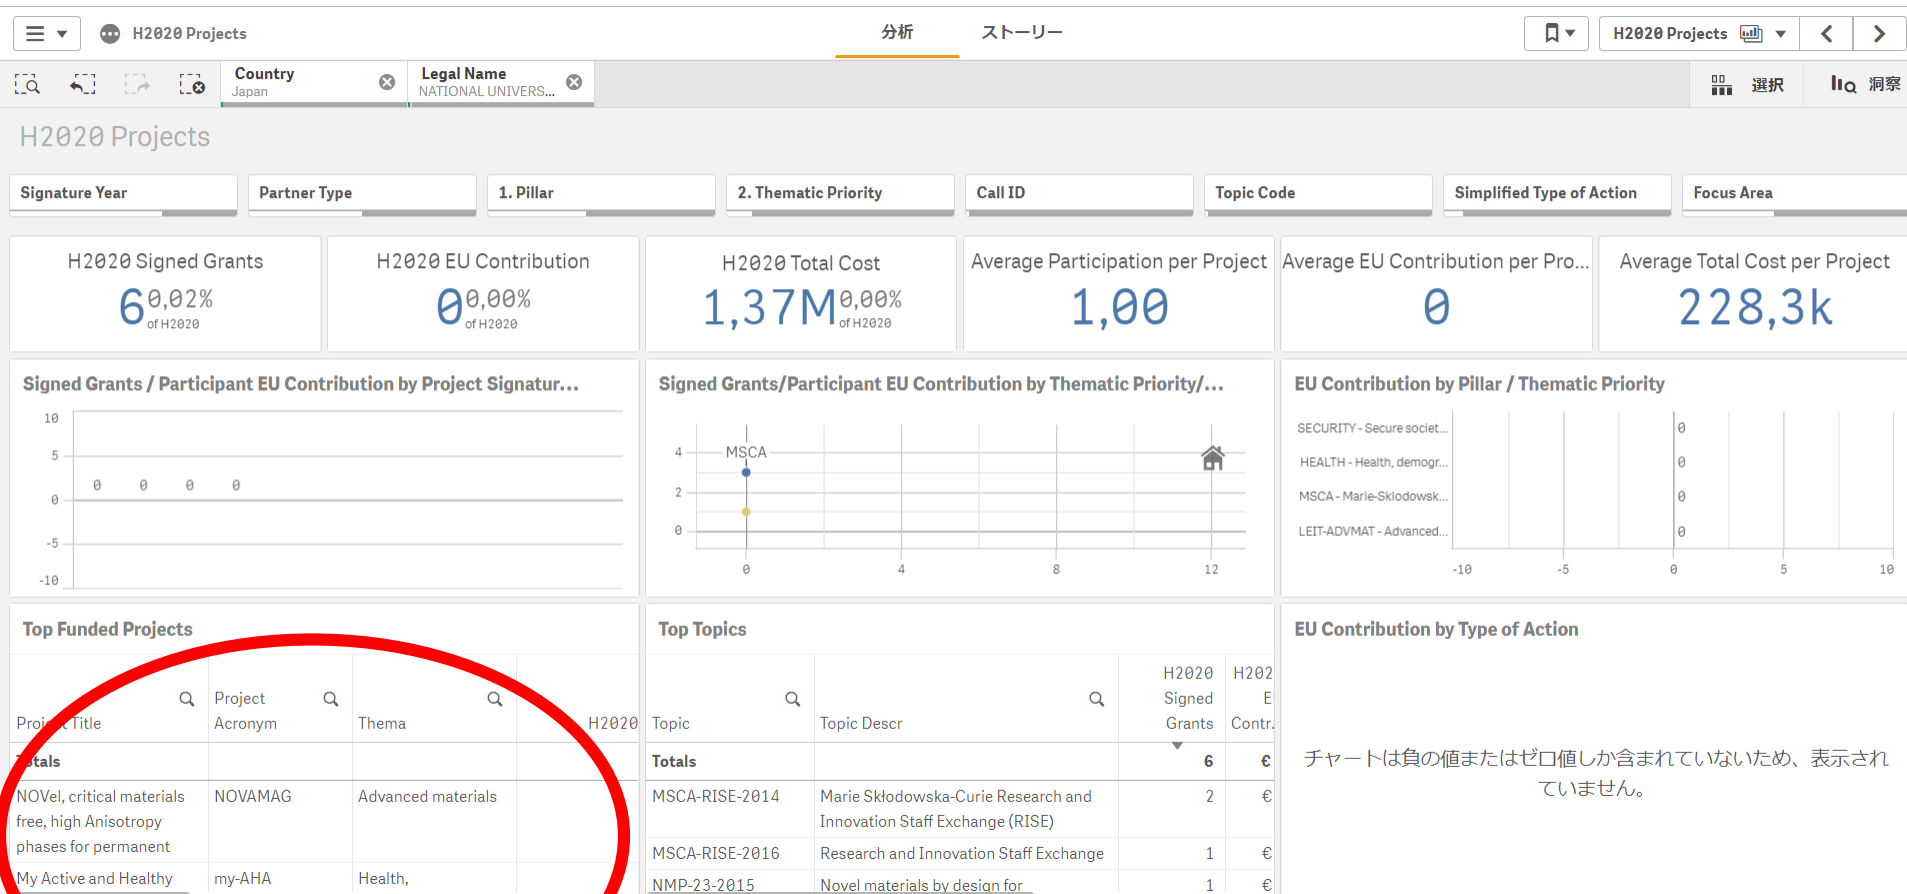 H2020 Projects
分析
ストーリー
H2020 Projects
Country
Japan
Legal Name
NATIONAL UNIVERS...
選択
洞察
H2020 Projects
Signature Year
Partner Type
1. Pillar
2. Thematic Priority
Call ID
Topic Code
Simplified Type of Action
Focus Area
H2020 Signed Grants
6 0,02%
of H2020
H2020 EU Contribution
0 0,00%
of H2020
H2020 Total Cost
1,37M 0,00%
of H2020
Average Participation per Project
1,00
Average EU Contribution per Pro...
0
Average Total Cost per Project
228,3k
Signed Grants / Participant EU Contribution by Project Signatur...
10
5
0
-5
-10
0 0 0 0
Signed Grants/Participant EU Contribution by Thematic Priority/...
4
2
0
MSCA
0 4 8 12
EU Contribution by Pillar / Thematic Priority
SECURITY - Secure societ... 0
HEALTH - Health, demogr... 0
MSCA - Marie-Sklodowsk... 0
LEIT-ADVMAT - Advanced... 0
-10 -5 0 5 10
Top Funded Projects
Project Title
Project
Acronym
Thema
H2020
Totals
NOVel, critical materials
free, high Anisotropy
phases for permanent
NOVAMAG
Advanced materials
My Active and Healthy
my-AHA
Health,
Top Topics
Topic
Topic Descr
H2020
Signed
Grants
H202
E
Contr.
Totals 6 €
MSCA-RISE-2014
Marie Skłodowska-Curie Research and
Innovation Staff Exchange (RISE)
2 €
MSCA-RISE-2016 Research and Innovation Staff Exchange 1 €
NMP-23-2015 Novel materials by design for 1 €
EU Contribution by Type of Action
チャートは負の値またはゼロ値しか含まれていないため、表示され
ていません。